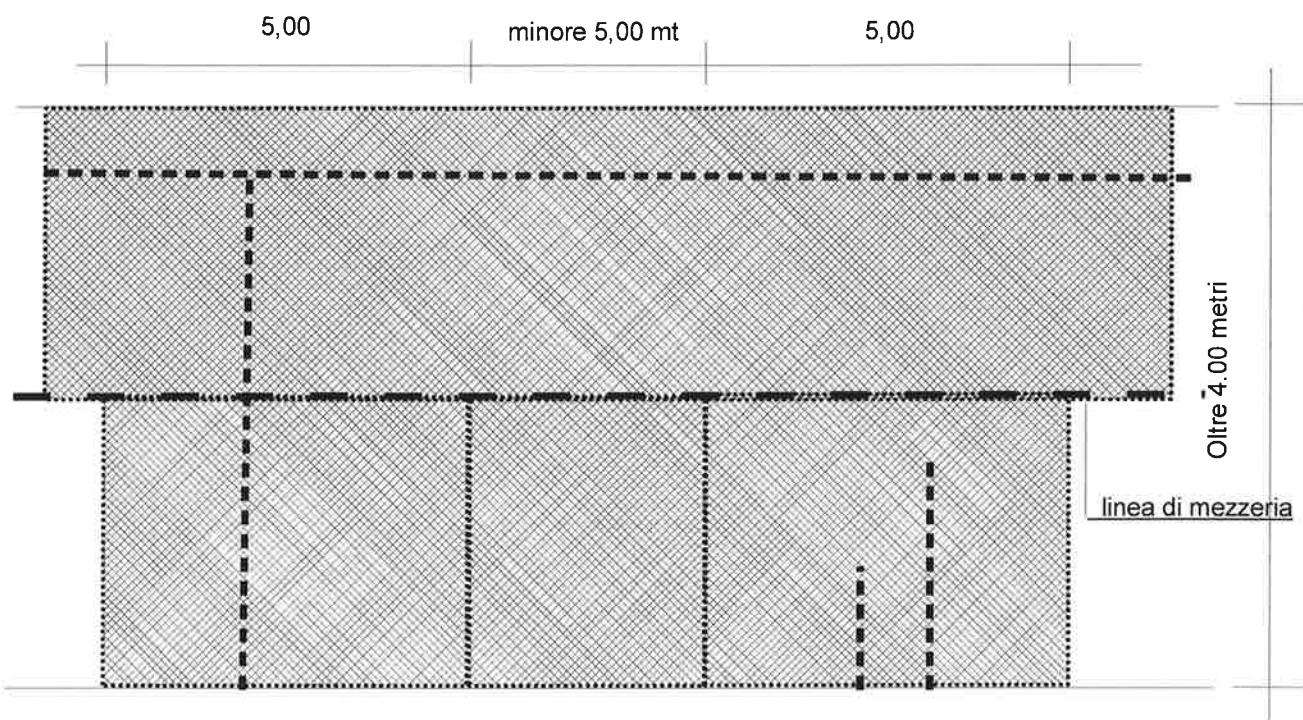 5,00
minore 5,00 mt
5,00
Oltre 4.00 metri
linea di mezzeria